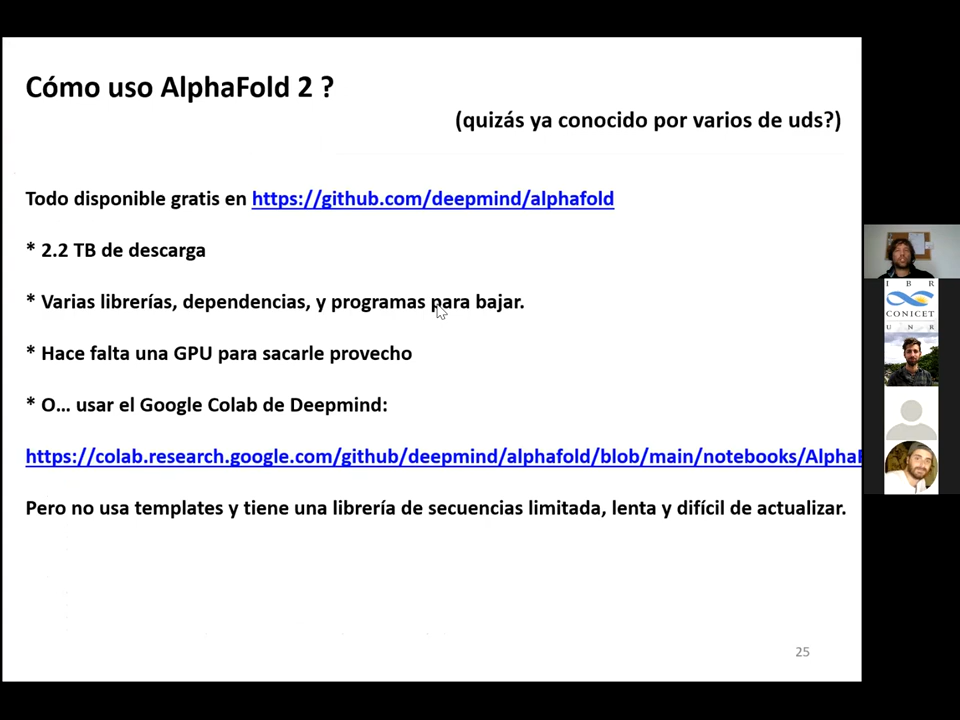 Cómo uso AlphaFold 2 ?
(quizás ya conocido por varios de uds?)
Todo disponible gratis en https://github.com/deepmind/alphafold
* 2.2 TB de descarga
* Varias librerías, dependencias, y programas para bajar.
* Hace falta una GPU para sacarle provecho
* O... usar el Google Colab de Deepmind:
https://colab.research.google.com/github/deepmind/alphafold/blob/main/notebooks/AlphaF
Pero no usa templates y tiene una librería de secuencias limitada, lenta y difícil de actualizar.
25
I B R
CONICET
U N R